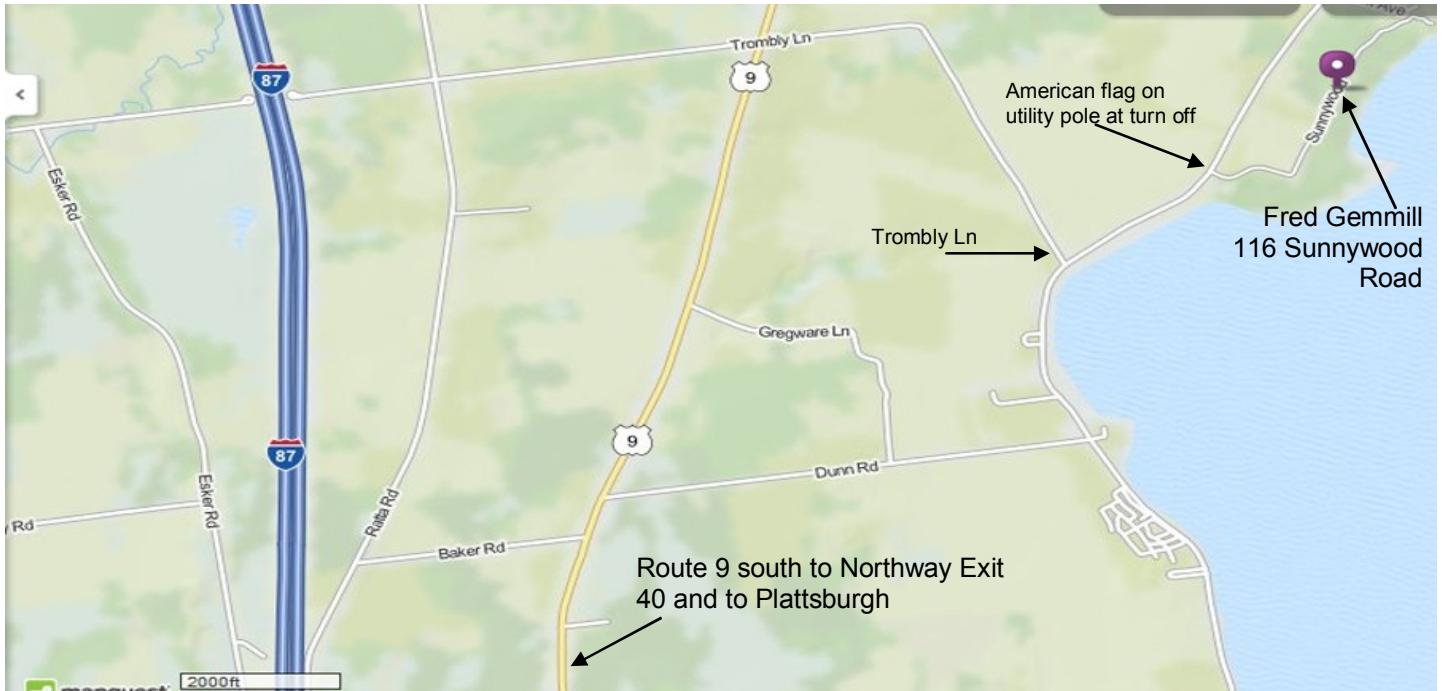 87
9
Trombly Ln
American flag on
utility pole at turn off
Sunnywood
Esker Rd
Trombly Ln
Fred Gemmill
116 Sunnywood
Road
Gregware Ln
9
87
Dunn Rd
Esker Rd
Ratta Rd
Rd
Baker Rd
Route 9 south to Northway Exit
40 and to Plattsburgh
2000ft
mapquest